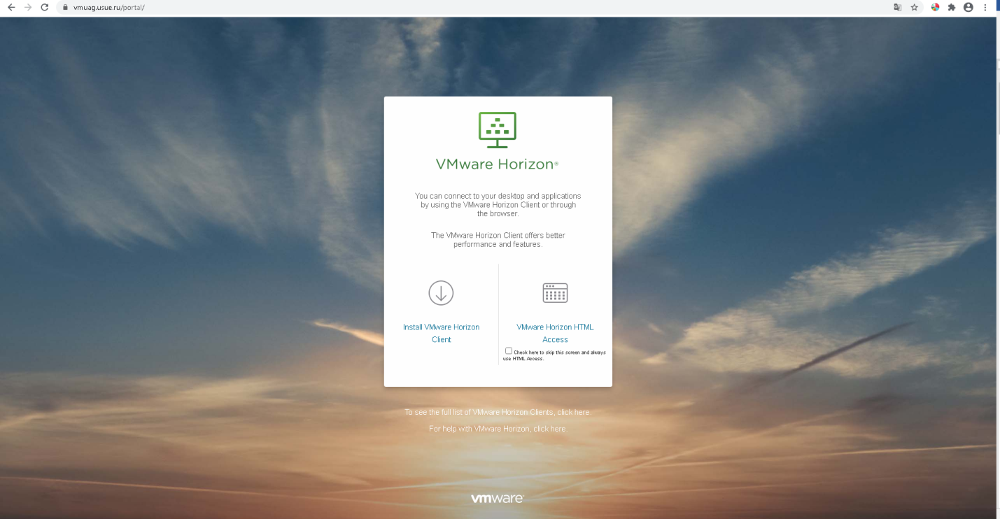 vmuag.usue.ru/portal/
VMware Horizon®
You can connect to your desktop and applications
by using the VMware Horizon Client or through
the browser.
The VMware Horizon Client offers better
performance and features.
Install VMware Horizon
Client
VMware Horizon HTML
Access
Check here to skip this screen and always
use HTML Access.
To see the full list of VMware Horizon Clients, click here.
For help with VMware Horizon, click here.
vmware®